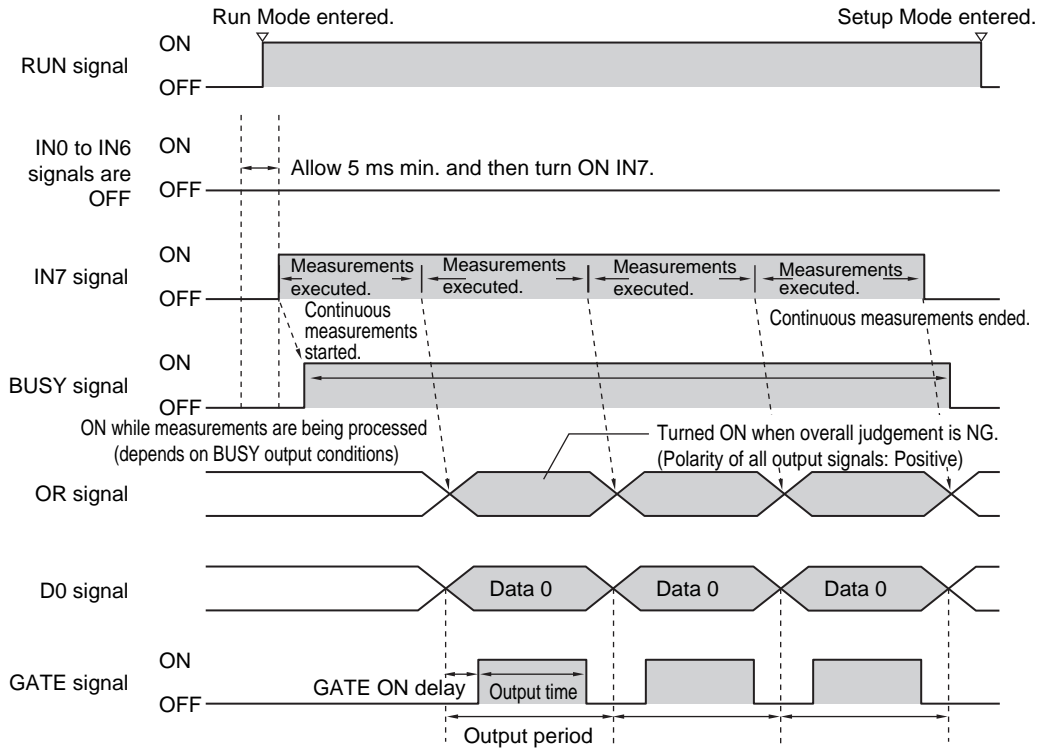 Run Mode entered.
Setup Mode entered.
ON
RUN signal
OFF
IN0 to IN6
signals are
OFF
ON
Allow 5 ms min. and then turn ON IN7.
OFF
ON
IN7 signal
OFF
Measurements
executed.
Measurements
executed.
Measurements
executed.
Measurements
executed.
Continuous
measurements
started.
Continuous measurements ended.
ON
BUSY signal
OFF
ON while measurements are being processed
(depends on BUSY output conditions)
Turned ON when overall judgement is NG.
(Polarity of all output signals: Positive)
OR signal
D0 signal
Data 0
Data 0
Data 0
ON
GATE signal
OFF
GATE ON delay
Output time
Output period